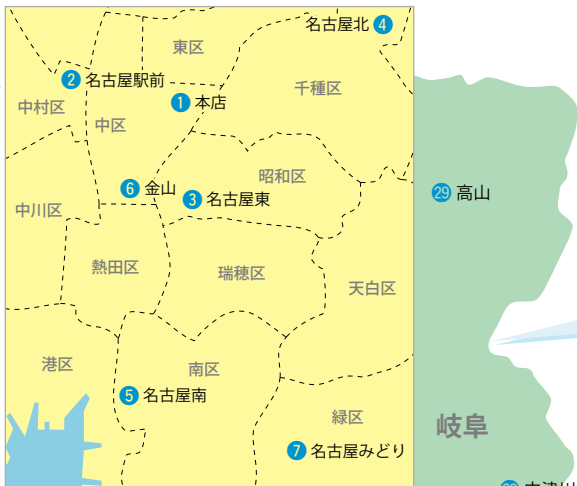 名古屋北 4
東区
2 名古屋駅前
千種区
中村区
1 本店
中区
昭和区
6 金山
3 名古屋東
29 高山
中川区
熱田区
瑞穂区
天白区
港区
南区
5 名古屋南
緑区
岐阜
7 名古屋みどり